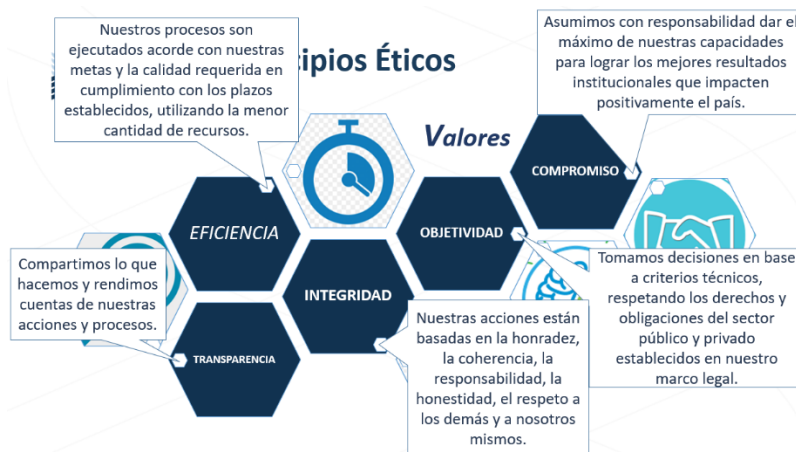 Nuestros procesos son
ejecutados acorde con nuestras
metas y la calidad requerida en
cumplimiento con los plazos
establecidos, utilizando la menor
cantidad de recursos.
cipios Éticos
Asumimos con responsabilidad dar el
máximo de nuestras capacidades
para lograr los mejores resultados
institucionales que impacten
positivamente el país.
Valores
COMPROMISO
EFICIENCIA
OBJETIVIDAD
Compartimos lo que
hacemos y rendimos
cuentas de nuestras
acciones y procesos.
INTEGRIDAD
Tomamos decisiones en base
a criterios técnicos,
respetando los derechos y
obligaciones del sector
público y privado
establecidos en nuestro
marco legal.
TRANSPARENCIA
Nuestras acciones están
basadas en la honradez,
la coherencia, la
responsabilidad, la
honestidad, el respeto a
los demás y a nosotros
mismos.